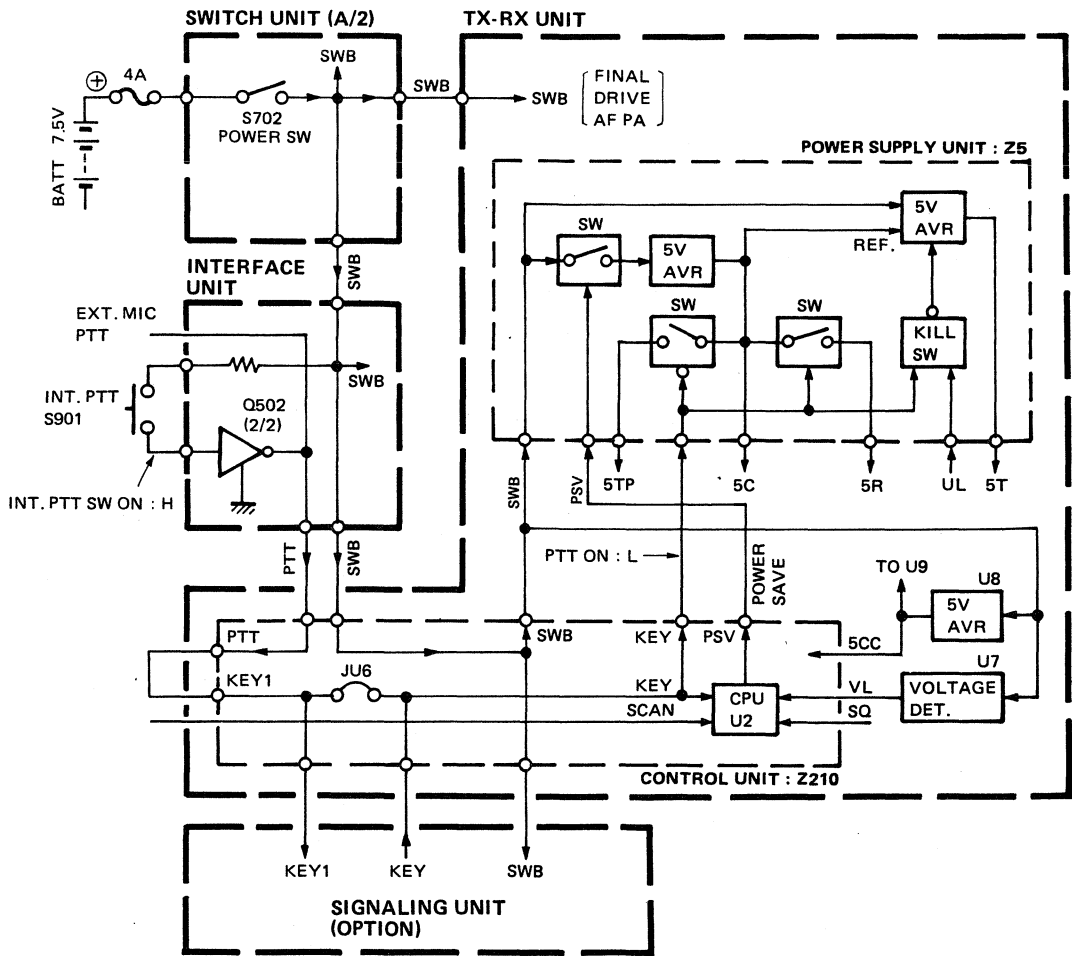 SWITCH UNIT (A/2)
TX-RX UNIT
SWB
4A
⊕
SWB
SWB
SWB
FINAL
DRIVE
AF PA
S702
POWER SW
BATT 7.5V
POWER SUPPLY UNIT : Z5
SW
5V
AVR
5V
AVR
REF.
SWB
INTERFACE
UNIT
EXT. MIC
PTT
SW
SW
KILL
SW
SWB
INT. PTT
S901
Q502
(2/2)
INT. PTT SW ON : H
SWB
PSV
5TP
5C
5R
UL
5T
PTT
SWB
PTT ON : L
POWER
SAVE
TO U9
U8
5V
AVR
PTT
SWB
KEY
PSV
5CC
U7
KEY1
JU6
KEY
CPU
U2
VL
VOLTAGE
DET.
SCAN
SQ
CONTROL UNIT : Z210
KEY1
KEY
SWB
SIGNALING UNIT
(OPTION)